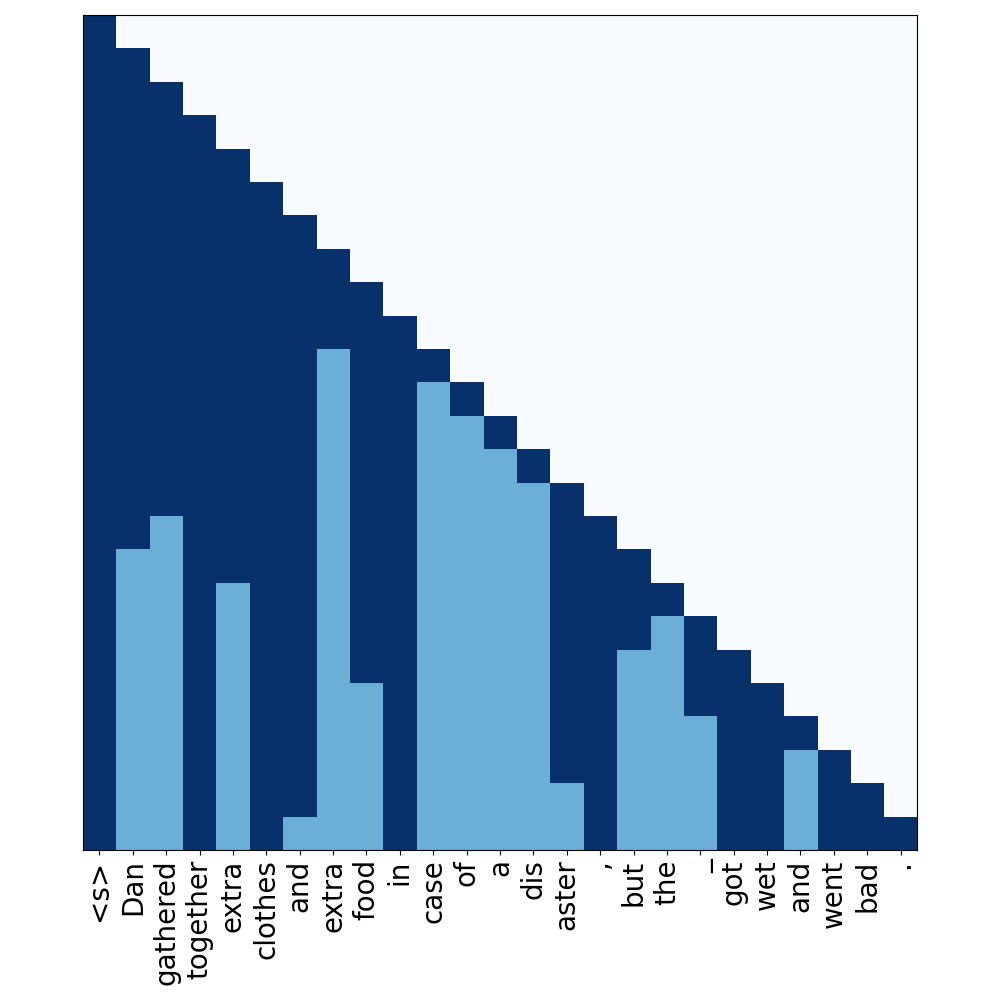 <s> Dan gathered together extra clothes and extra food in case of a dis aster , but the _ got wet and went bad .